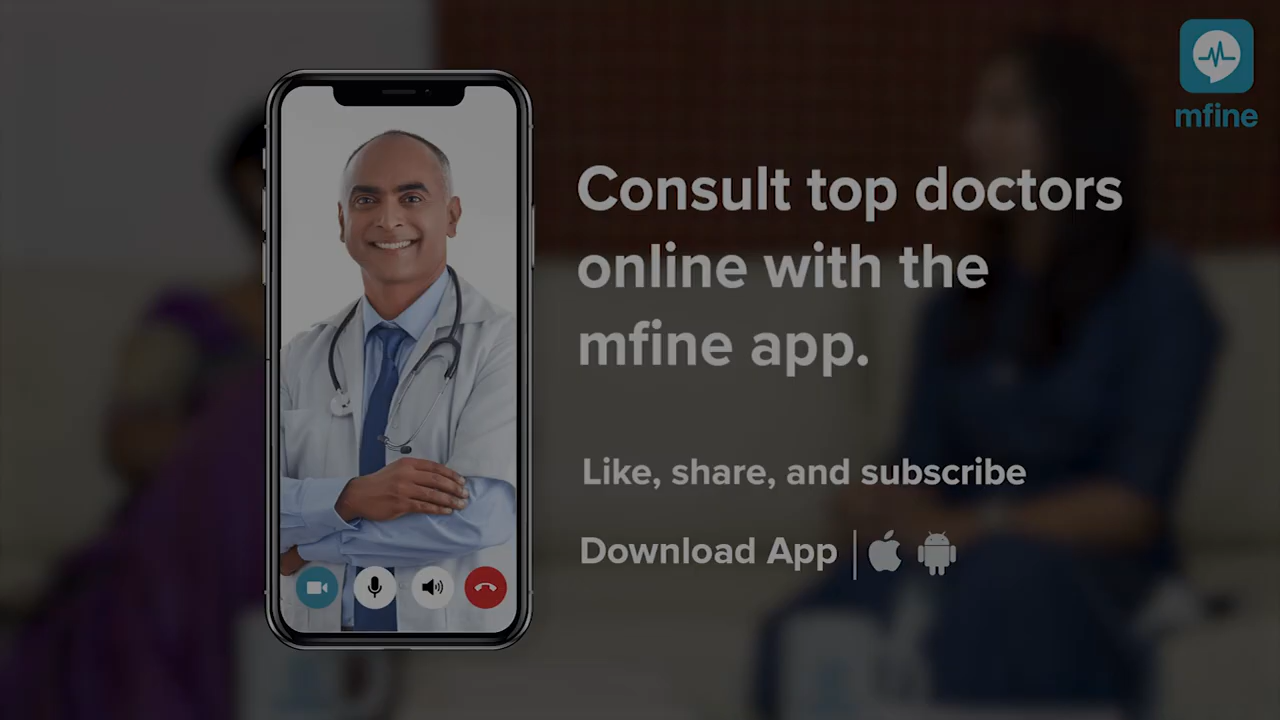 mfine
Consult top doctors
online with the
mfine app.
Like, share, and subscribe
Download App |